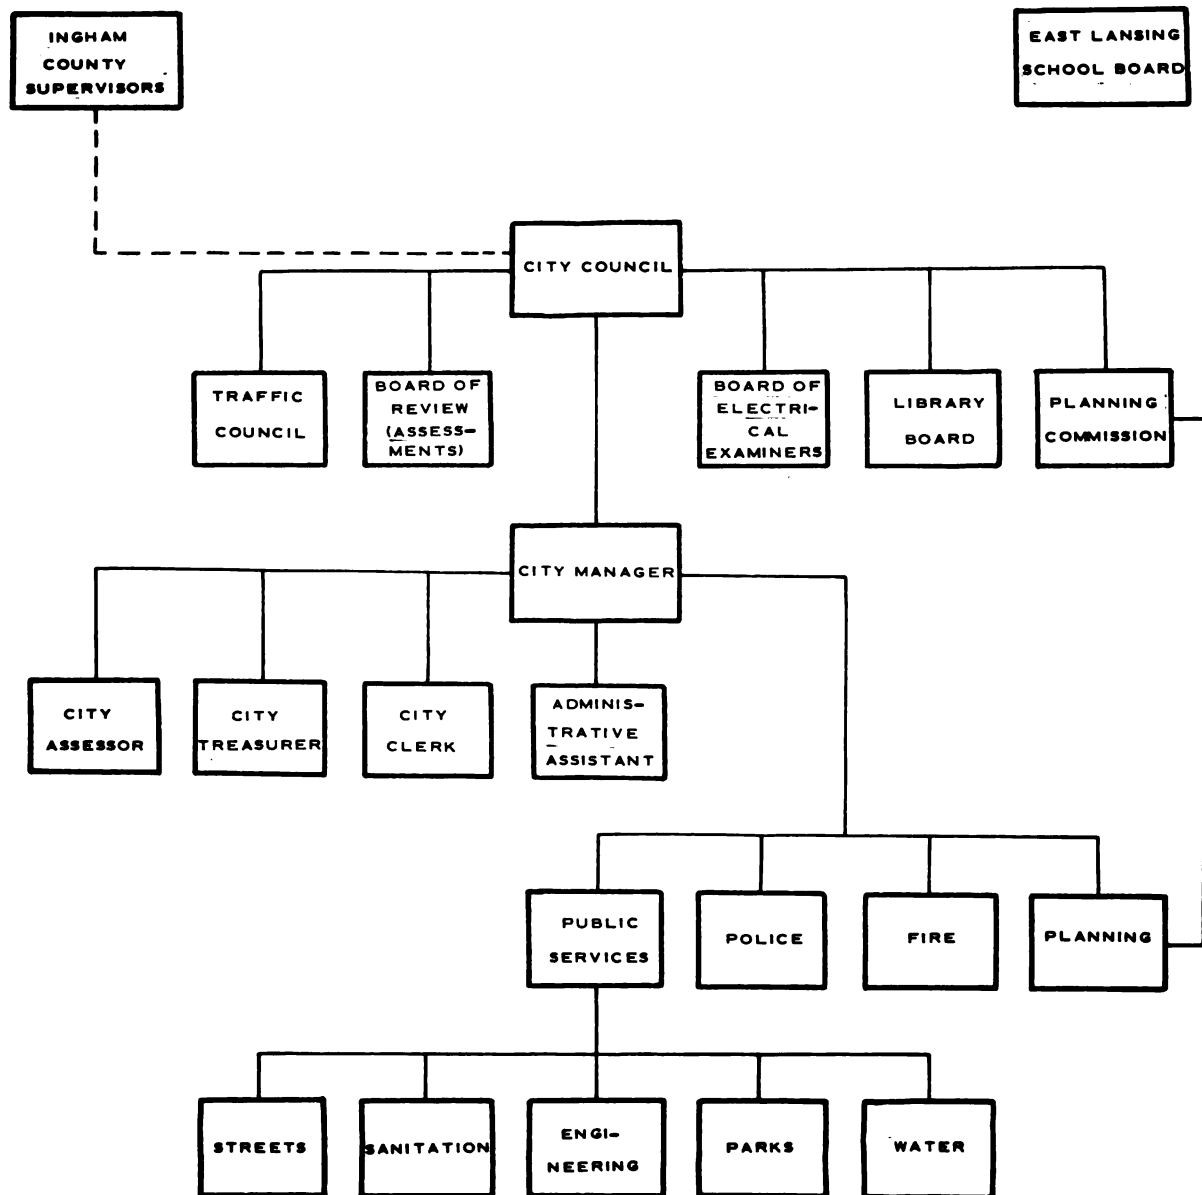 INGHAM
COUNTY
SUPERVISORS
EAST LANSING
SCHOOL BOARD
CITY COUNCIL
TRAFFIC
COUNCIL
BOARD OF
REVIEW
(ASSESS-
MENTS)
BOARD OF
ELECTRI-
CAL
EXAMINERS
LIBRARY
BOARD
PLANNING
COMMISSION
CITY MANAGER
CITY
ASSESSOR
CITY
TREASURER
CITY
CLERK
ADMINIS-
TRATIVE
ASSISTANT
PUBLIC
SERVICES
POLICE
FIRE
PLANNING
STREETS
SANITATION
ENGI-
NEERING
PARKS
WATER